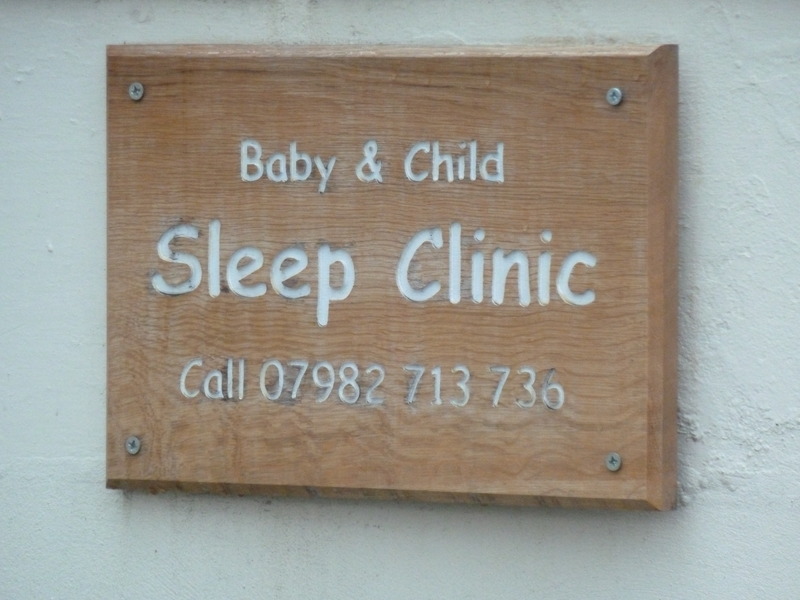 Baby & Child
Sleep Clinic
Call 07982 713 736